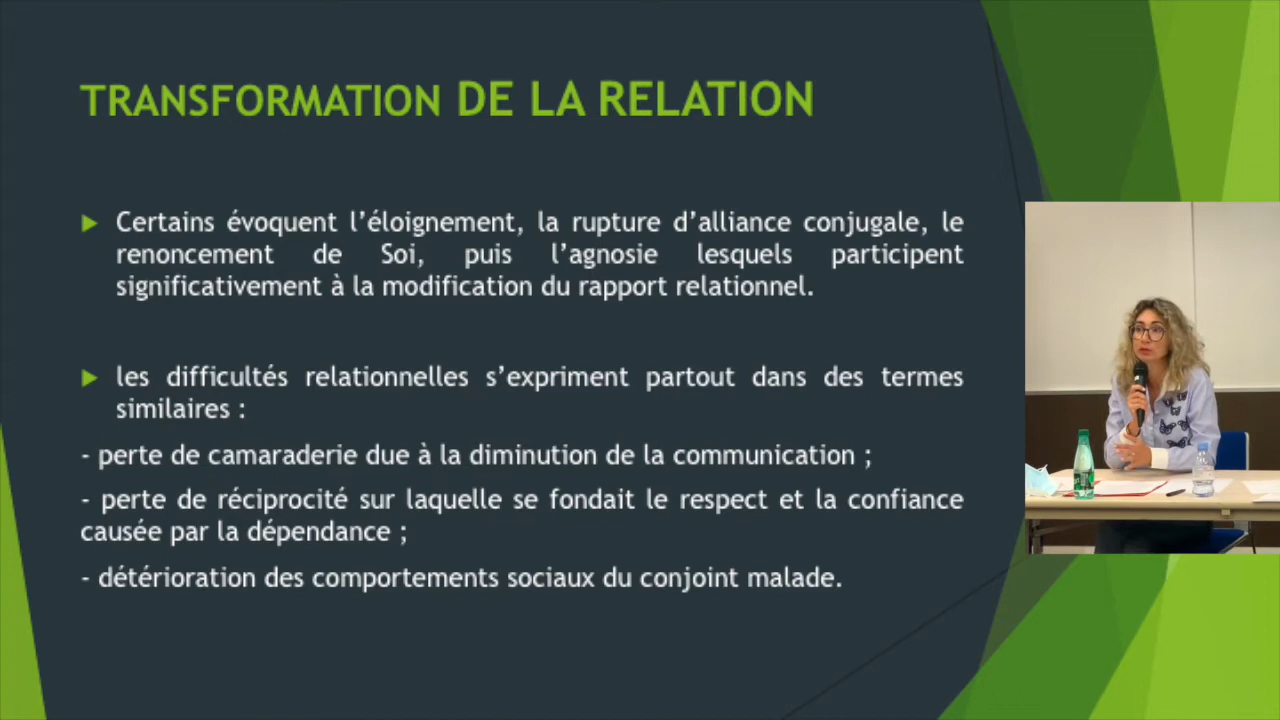 TRANSFORMATION DE LA RELATION
Certains évoquent l’éloignement, la rupture d’alliance conjugale, le
renoncement de Soi, puis l’agnosie lesquels participent
significativement à la modification du rapport relationnel.
les difficultés relationnelles s’expriment partout dans des termes
similaires :
- perte de camaraderie due à la diminution de la communication ;
- perte de réciprocité sur laquelle se fondait le respect et la confiance
causée par la dépendance ;
- détérioration des comportements sociaux du conjoint malade.